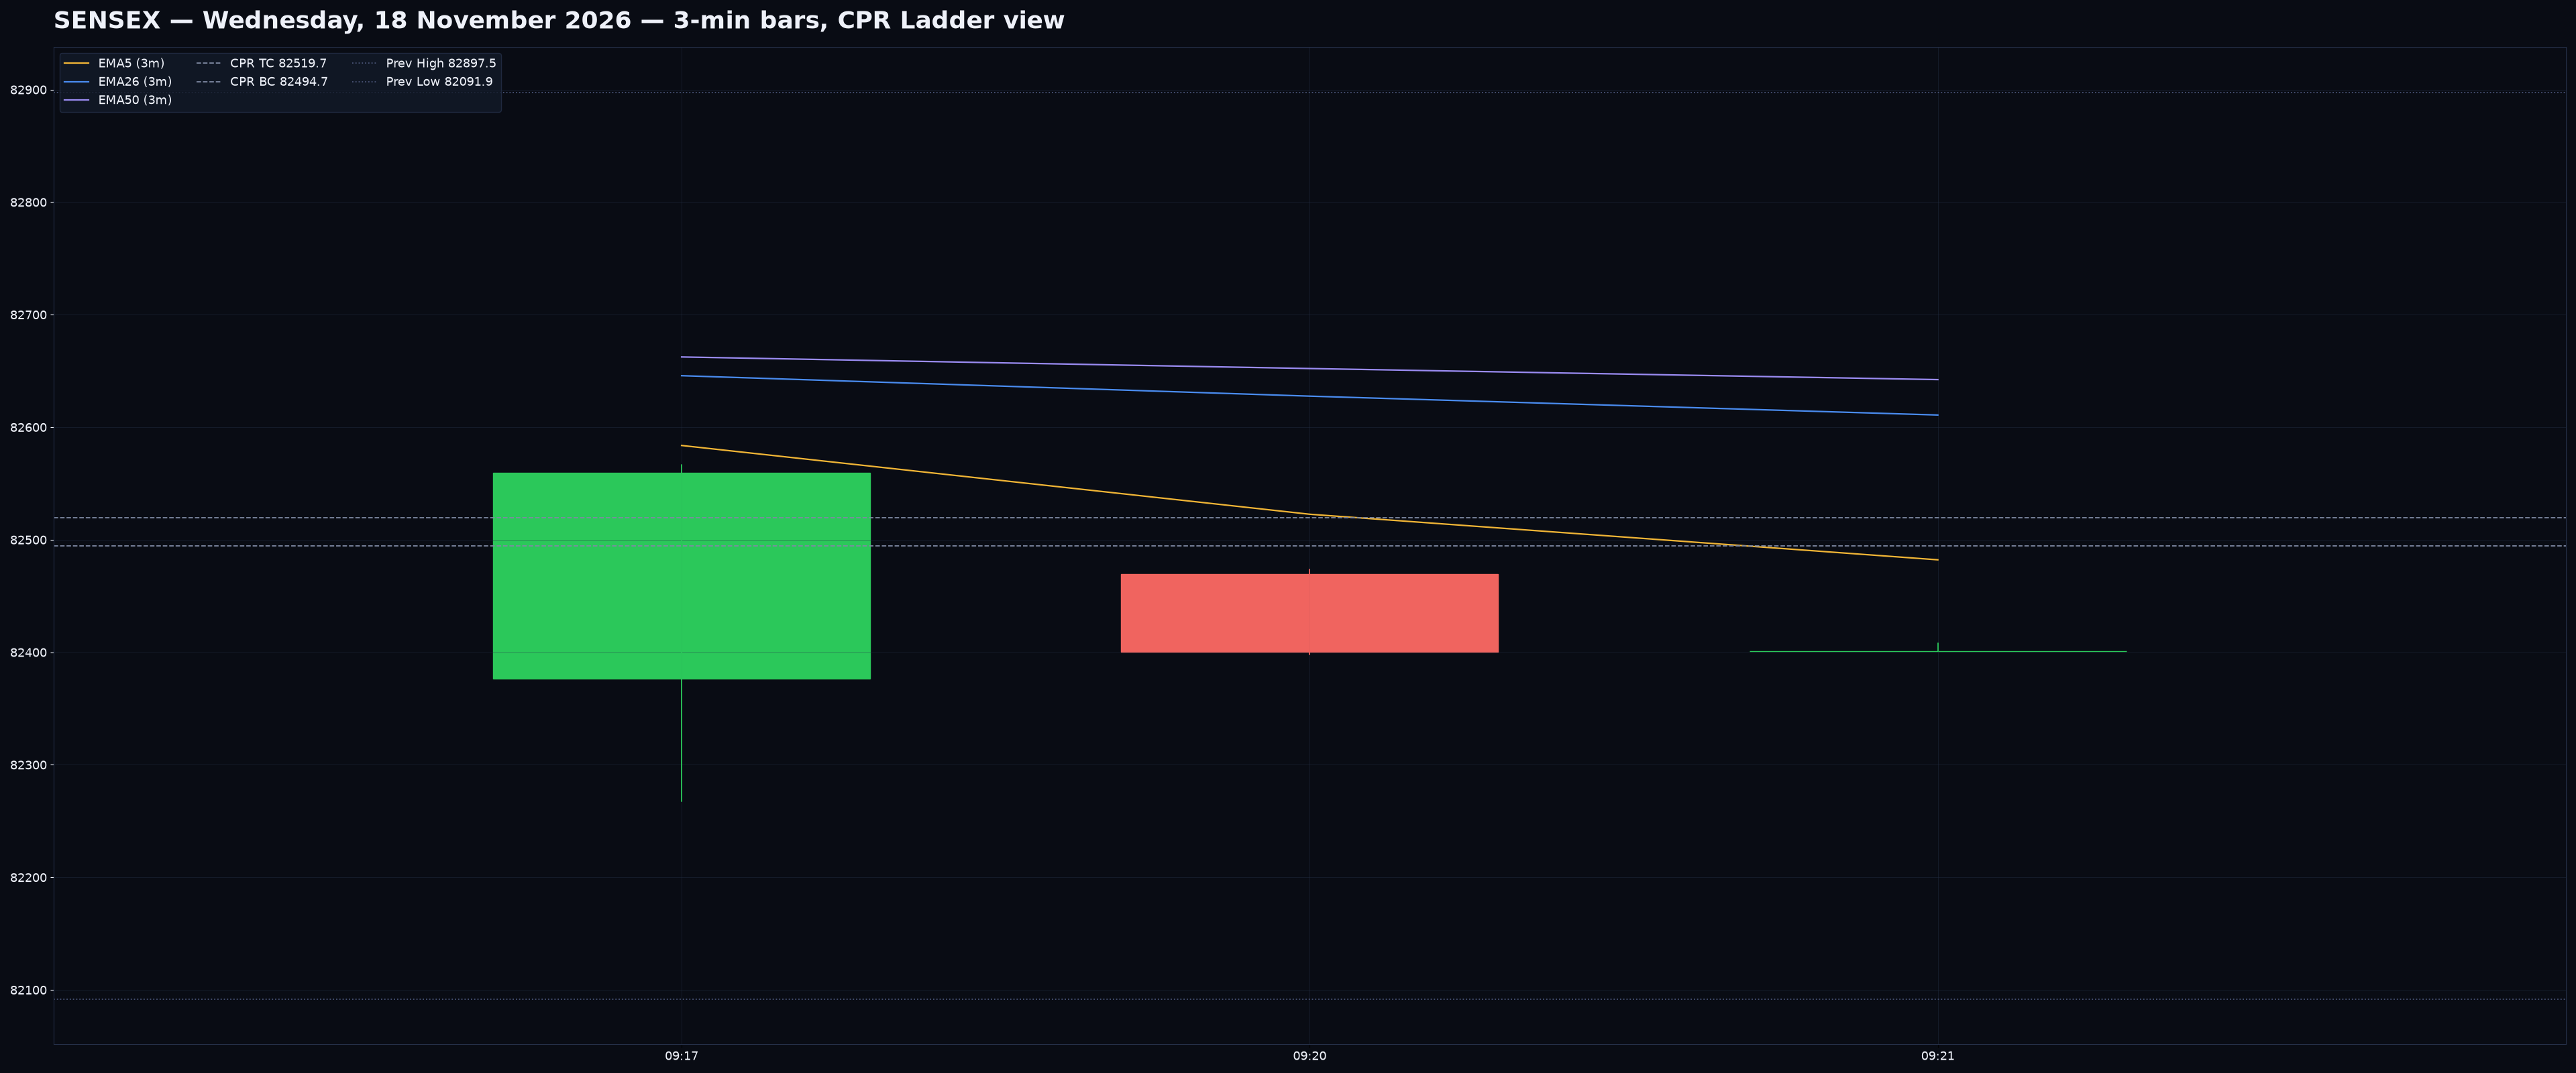 SENSEX — Wednesday, 18 November 2026 — 3-min bars, CPR Ladder view
EMA5 (3m) CPR TC 82519.7 Prev High 82897.5
EMA26 (3m) CPR BC 82494.7 Prev Low 82091.9
EMA50 (3m)
82900
82800
82700
82600
82500
82400
82300
82200
82100
09:17 09:20 09:21